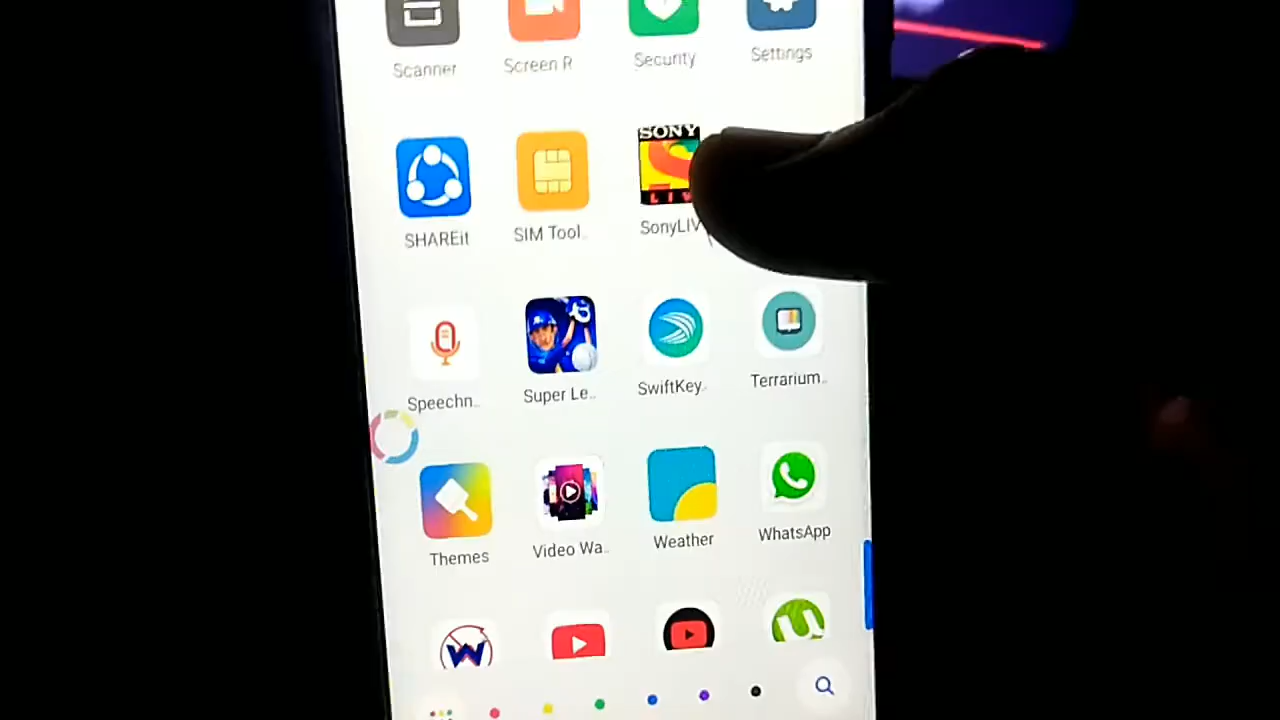 Scanner
Screen R
Security
Settings
SONY
LIV
SHAREit
SIM Tool..
SonyLIV
Speechn..
Super Le..
SwiftKey..
Terrarium..
Themes
Video Wa..
Weather
WhatsApp
W